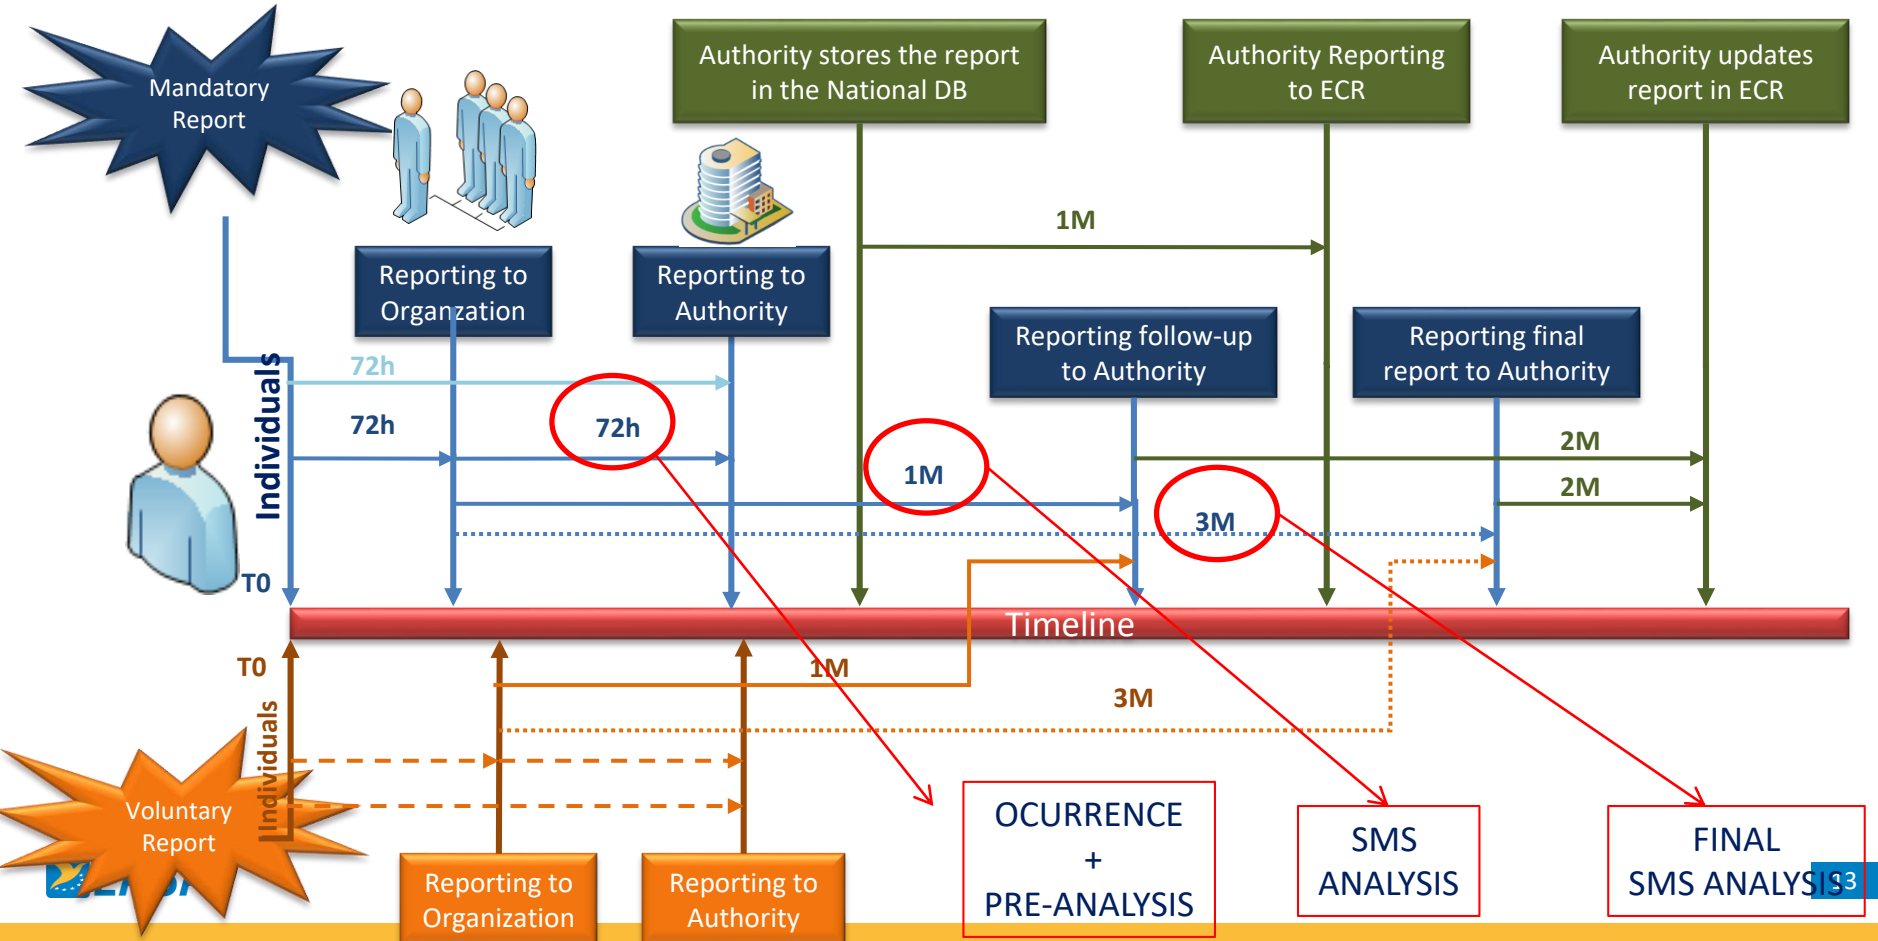 Mandatory
Report
Authority stores the report
in the National DB
Authority Reporting
to ECR
Authority updates
report in ECR
1M
Reporting to
Organzation
Reporting to
Authority
Reporting follow-up
to Authority
Reporting final
report to Authority
Individuals
72h
72h
72h
1M
3M
2M
2M
T0
Timeline
T0
Individuals
1M
3M
Voluntary
Report
Reporting to
Organization
Reporting to
Authority
OCURRENCE
+
PRE-ANALYSIS
SMS
ANALYSIS
FINAL
SMS ANALYSIS
13